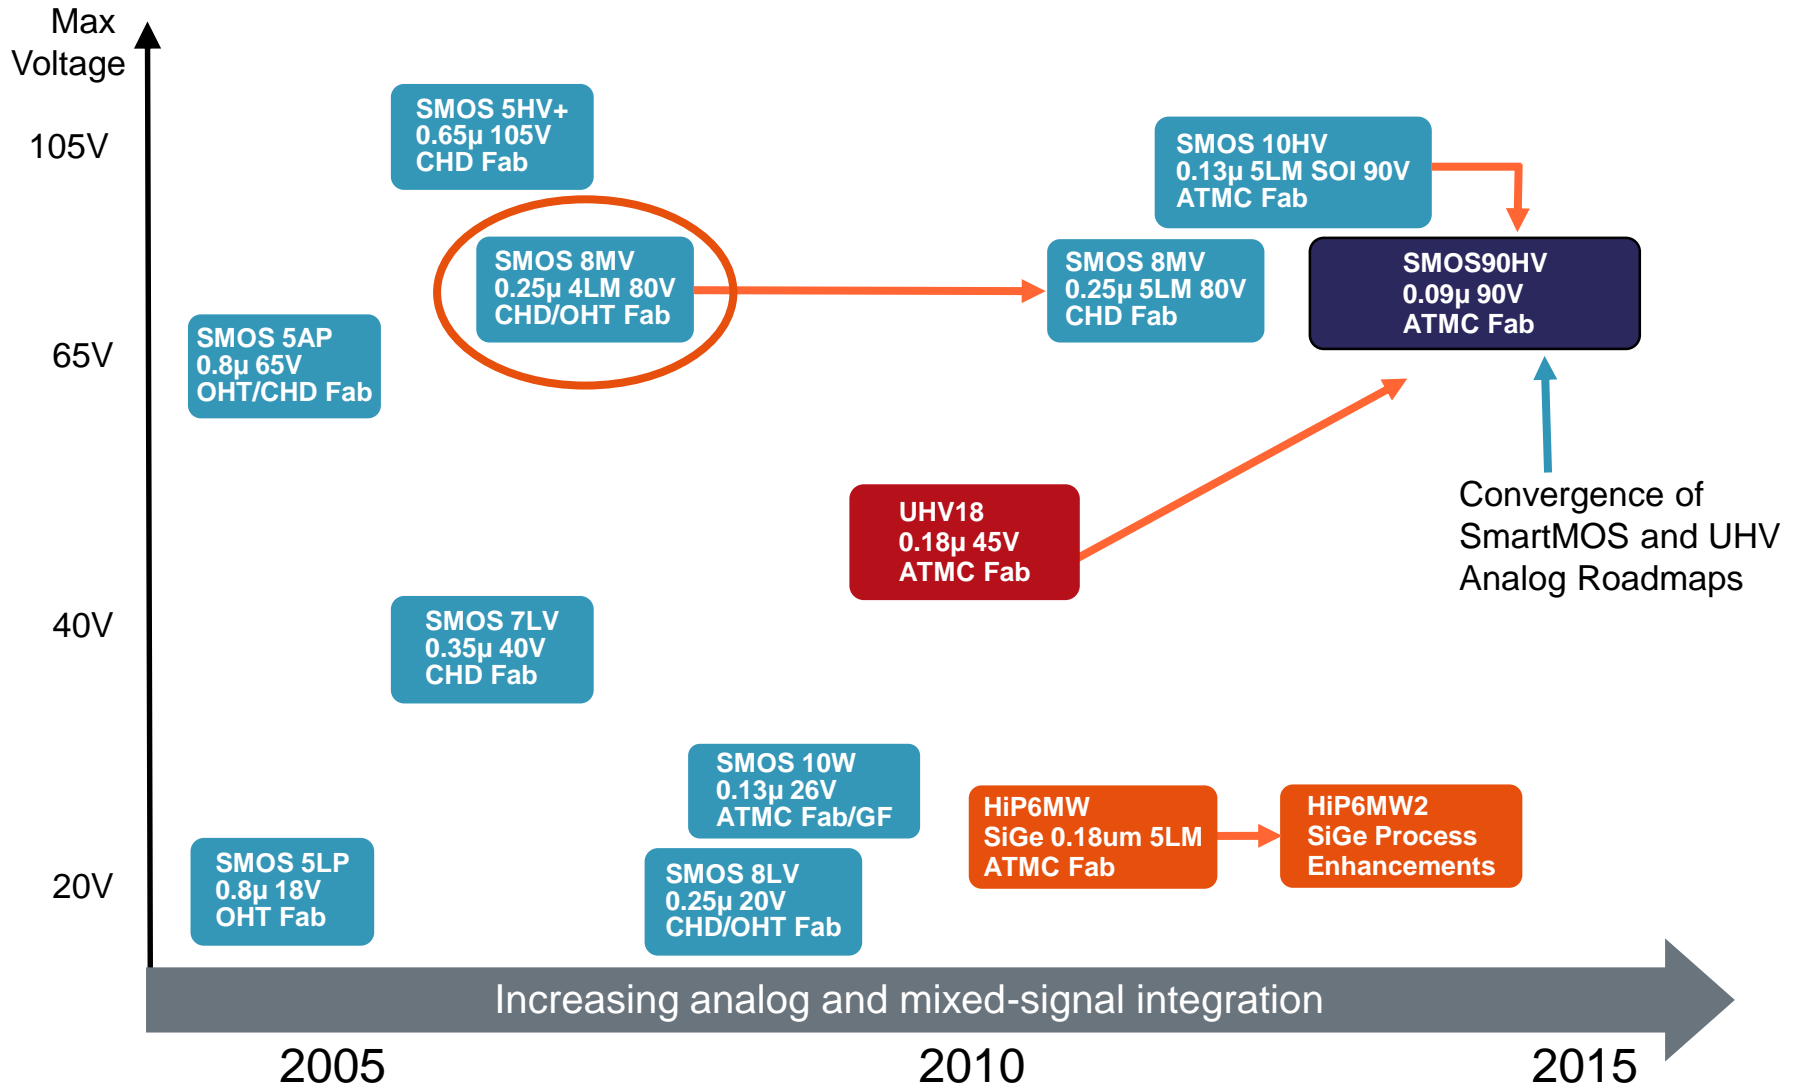 Max
Voltage
105V
65V
40V
20V
SMOS 5HV+
0.65µ 105V
CHD Fab
SMOS 10HV
0.13µ 5LM SOI 90V
ATMC Fab
SMOS 8MV
0.25µ 4LM 80V
CHD/OHT Fab
SMOS 8MV
0.25µ 5LM 80V
CHD Fab
SMOS90HV
0.09µ 90V
ATMC Fab
SMOS 5AP
0.8µ 65V
OHT/CHD Fab
UHV18
0.18µ 45V
ATMC Fab
Convergence of
SmartMOS and UHV
Analog Roadmaps
SMOS 7LV
0.35µ 40V
CHD Fab
SMOS 10W
0.13µ 26V
ATMC Fab/GF
HiP6MW
SiGe 0.18um 5LM
ATMC Fab
HiP6MW2
SiGe Process
Enhancements
SMOS 5LP
0.8µ 18V
OHT Fab
SMOS 8LV
0.25µ 20V
CHD/OHT Fab
Increasing analog and mixed-signal integration
2005
2010
2015